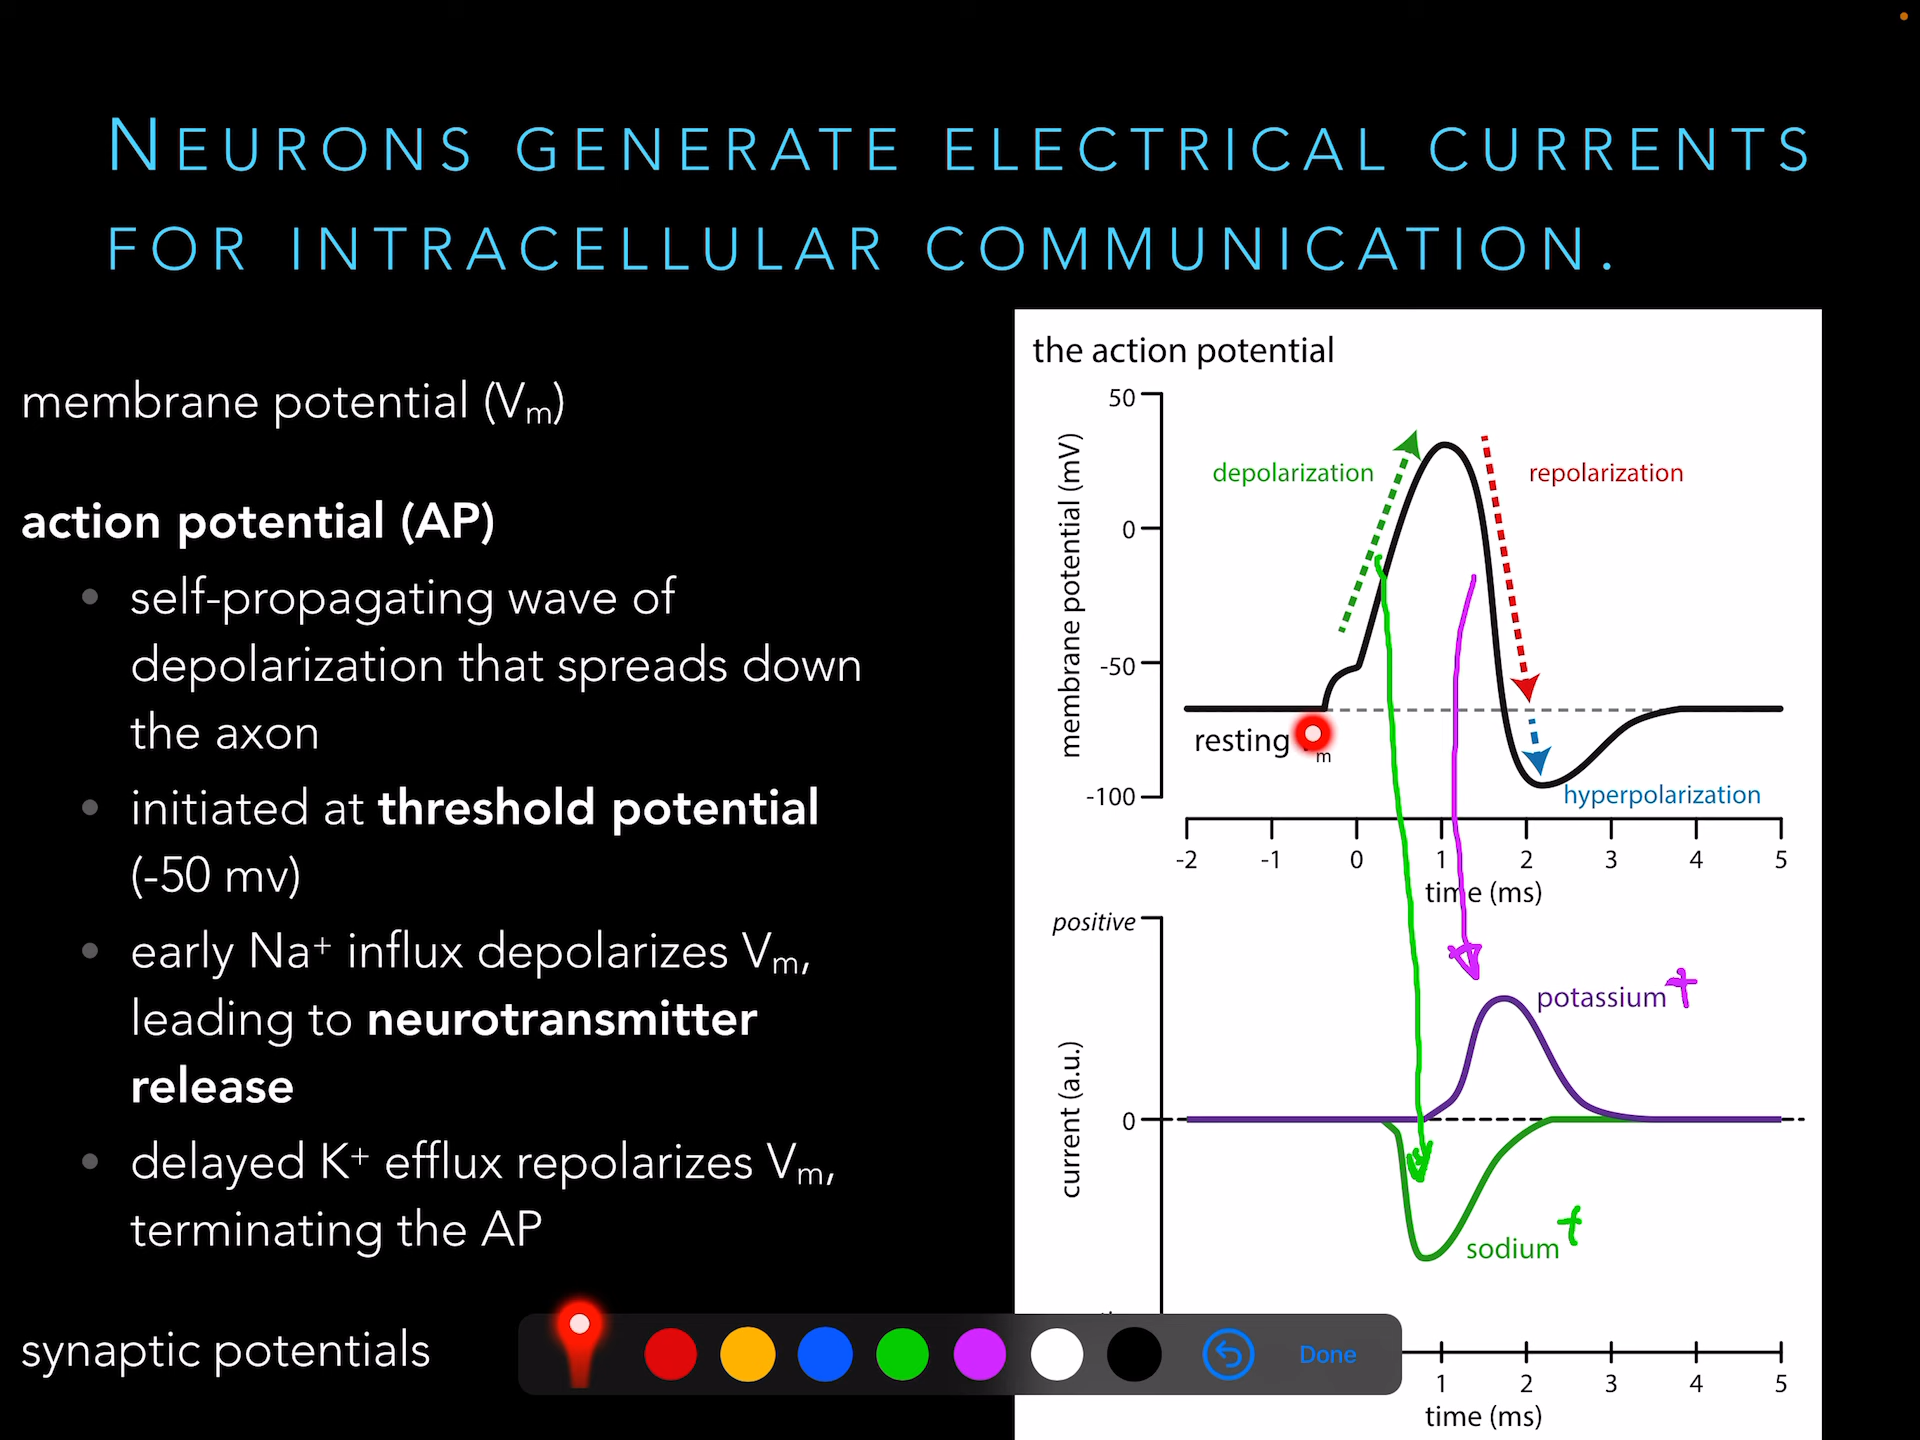 NEURONS GENERATE ELECTRICAL CURRENTS
FOR INTRACELLULAR COMMUNICATION.
membrane potential (Vm)
action potential (AP)
• self-propagating wave of
depolarization that spreads down
the axon
• initiated at threshold potential
(-50 mv)
• early Na⁺ influx depolarizes Vm,
leading to neurotransmitter
release
• delayed K⁺ efflux repolarizes Vm,
terminating the AP
synaptic potentials
the action potential
membrane potential (mV)
50
0
-50
-100
depolarization
repolarization
resting m
hyperpolarization
-2 -1 0 1 2 3 4 5
time (ms)
current (a.u.)
positive
0
potassium +
sodium +
1 2 3 4 5
time (ms)
Done